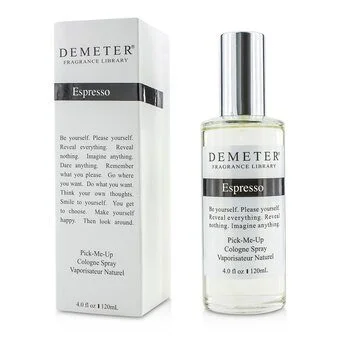 DEMETER®
FRAGRANCE LIBRARY
Espresso
Be yourself. Please yourself.
Reveal everything. Reveal
nothing. Imagine anything.
Dare anything. Remember
what you please. Go where
you want. Do what you want.
Think your own thoughts.
Smile to yourself. You to
yourself. Make yourself
happy. Then look around.
Pick-Me-Up
Cologne Spray
Vaporisateur Naturel
4.0 fl oz | 120mL
DEMETER®
FRAGRANCE LIBRARY
Espresso
Be yourself. Please yourself.
Reveal everything. Reveal
nothing. Imagine anything.
Pick-Me-Up
Cologne Spray
Vaporisateur Naturel
4.0 fl oz | 120mL